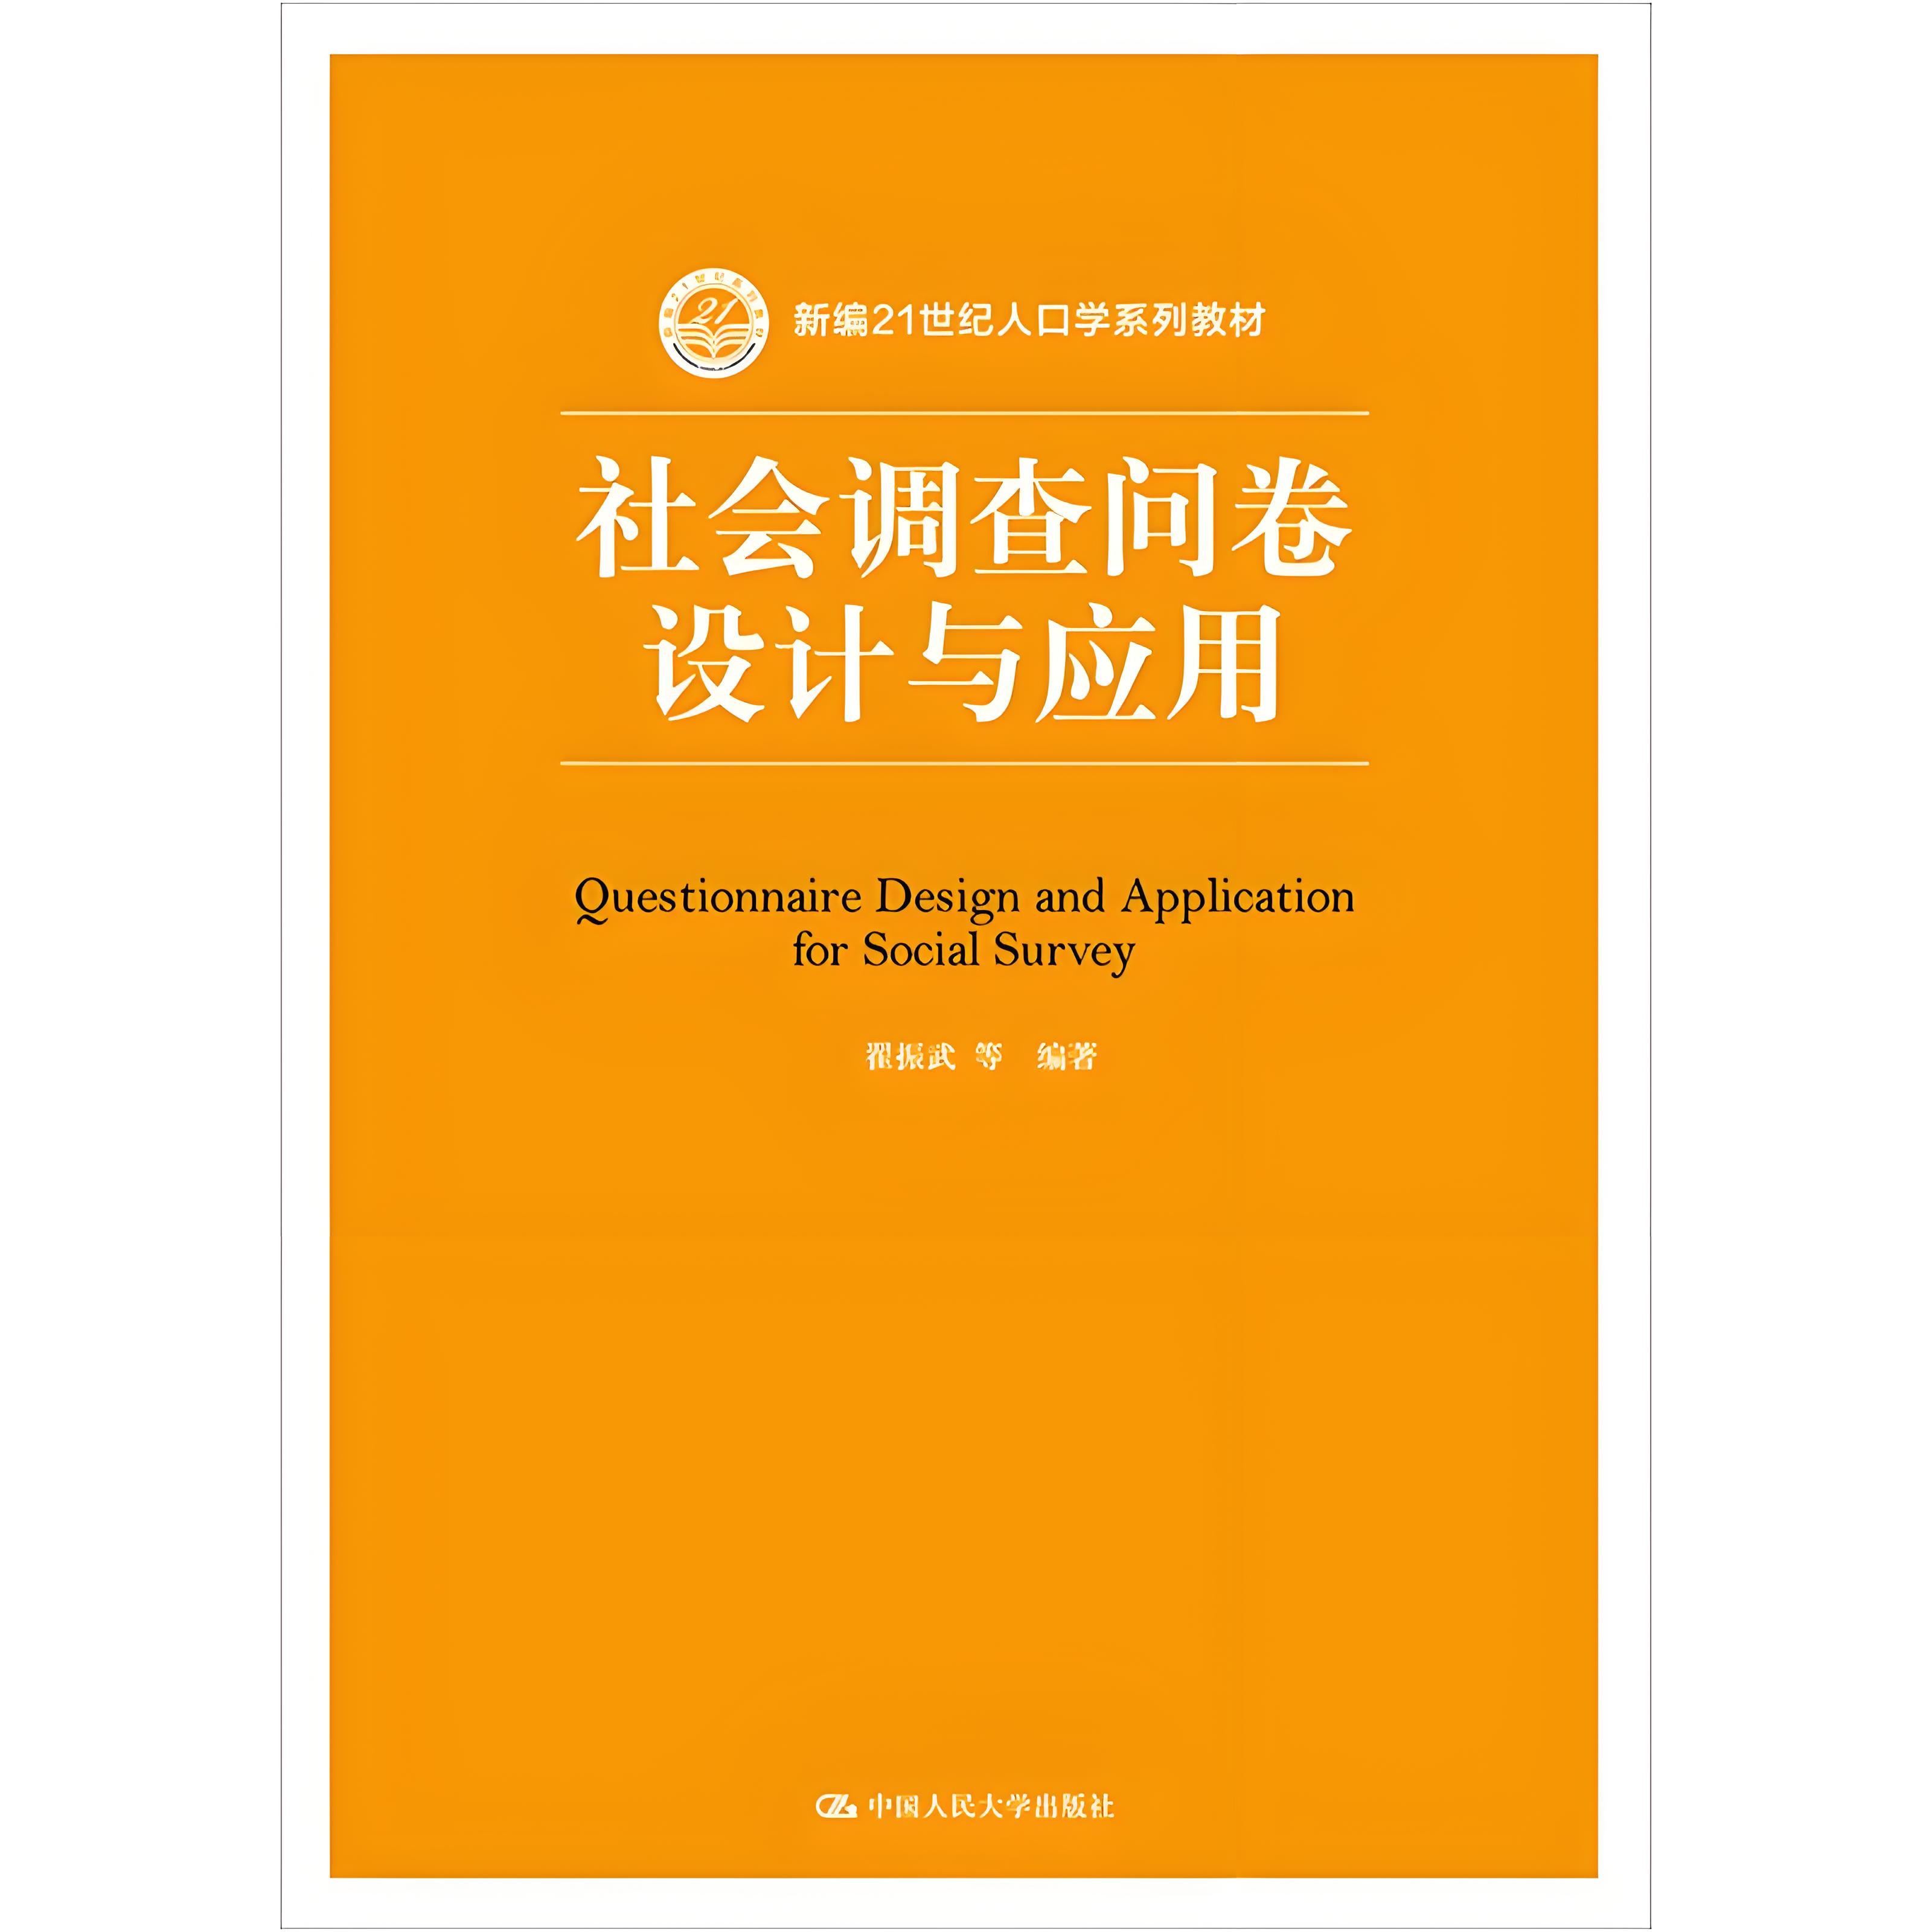 新编21世纪人口学系列教材
社会调查问卷
设计与应用
Questionnaire Design and Application
for Social Survey
翟振武 等 编著
中国人民大学出版社